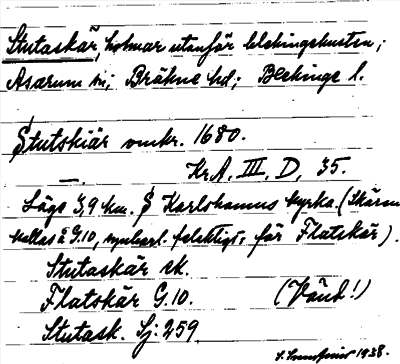 Stutaskär, holmar utanför blekingekusten;
Asarum sn; Bräkne hd; Blekinge l.
Stutskiär omkr. 1680.
— Kr.A. III, D, 35.
Läge 3,9 km. S Karlshamns kyrka. (Skären
kallas å G.10, uppenbarl. felaktigt, för Flatskär).
Stutaskär sk.
Flatskär G.10. (Vänd!)
Stutask. Sj. 259
1938.